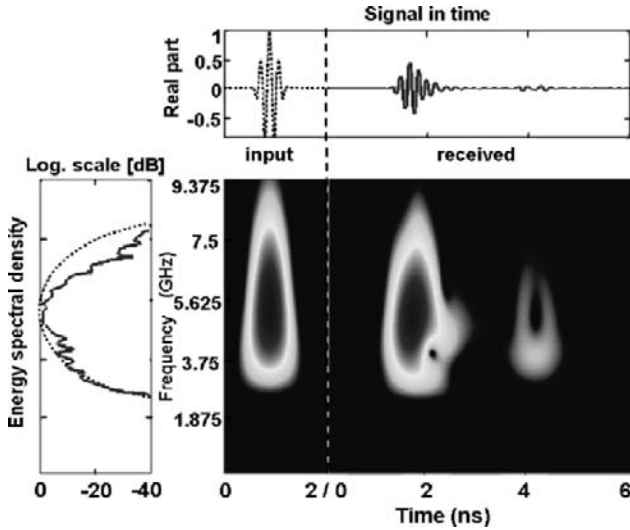 Signal in time
Real part
1
0.5
0
-0.5
input
received
Log. scale [dB]
Energy spectral density
Frequency (GHz)
9.375
7.5
5.625
3.75
1.875
0 -20 -40
0 2 / 0 2 4 6
Time (ns)